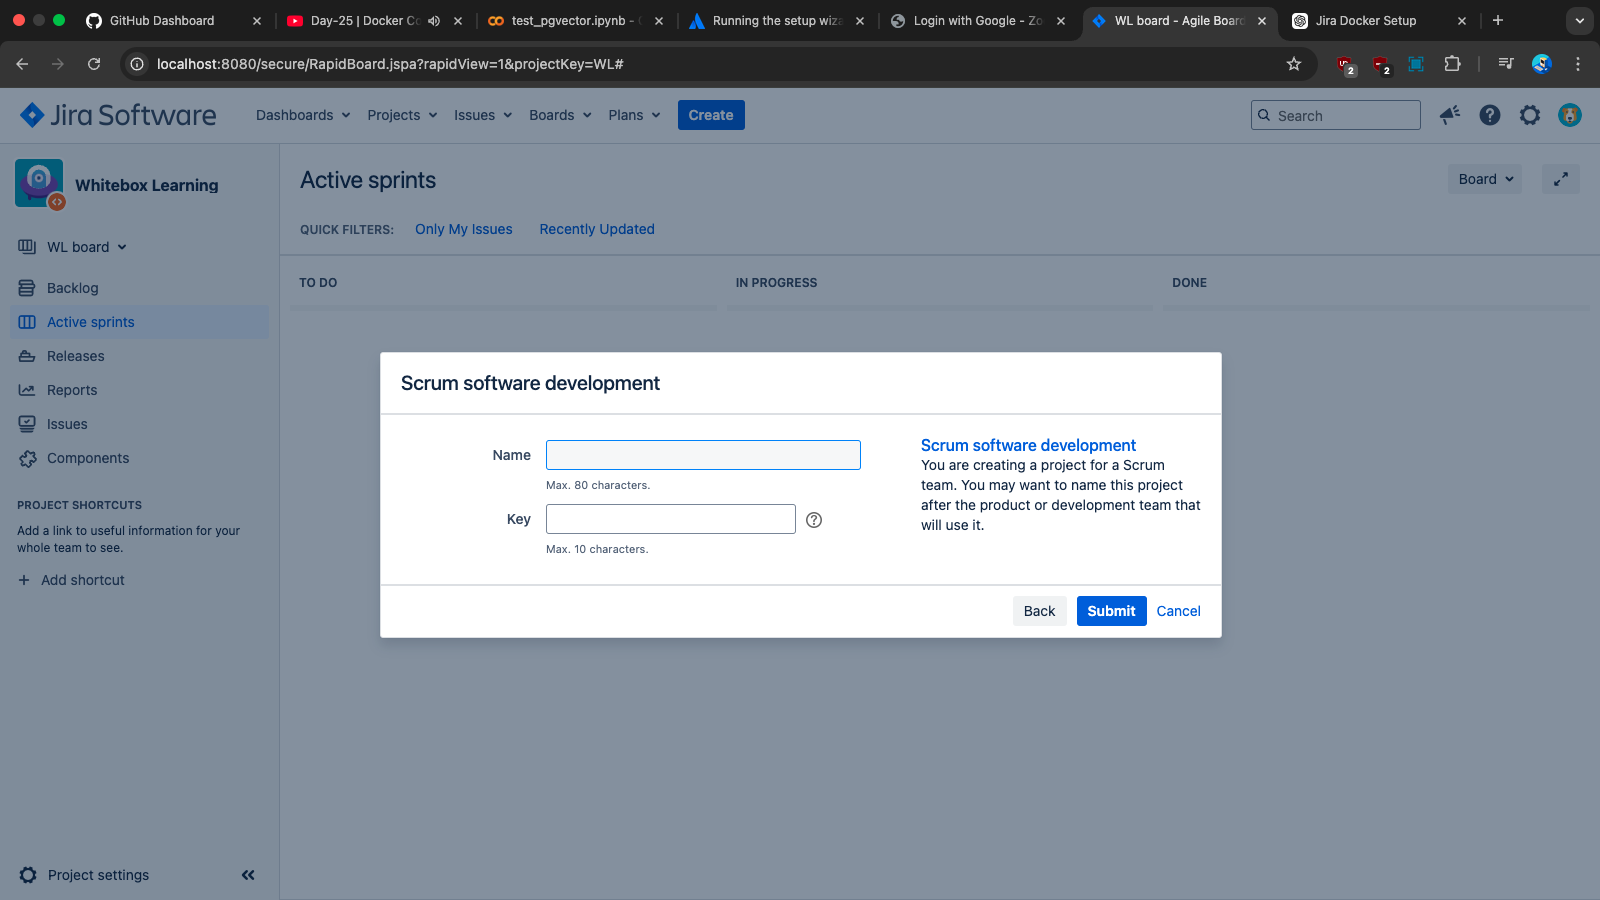 GitHub Dashboard
Day-25 | Docker Co
test_pgvector.ipynb - C
Running the setup wiza
Login with Google - Zo
WL board - Agile Board
Jira Docker Setup
localhost:8080/secure/RapidBoard.jspa?rapidView=1&projectKey=WL#
2
2
Jira Software
Dashboards
Projects
Issues
Boards
Plans
Create
Search
Whitebox Learning
WL board
Backlog
Active sprints
Releases
Reports
Issues
Components
PROJECT SHORTCUTS
Add a link to useful information for your
whole team to see.
+ Add shortcut
Project settings
Active sprints
Board
QUICK FILTERS:
Only My Issues
Recently Updated
TO DO
IN PROGRESS
DONE
Scrum software development
Name
Max. 80 characters.
Key
Max. 10 characters.
Scrum software development
You are creating a project for a Scrum
team. You may want to name this project
after the product or development team that
will use it.
Back
Submit
Cancel